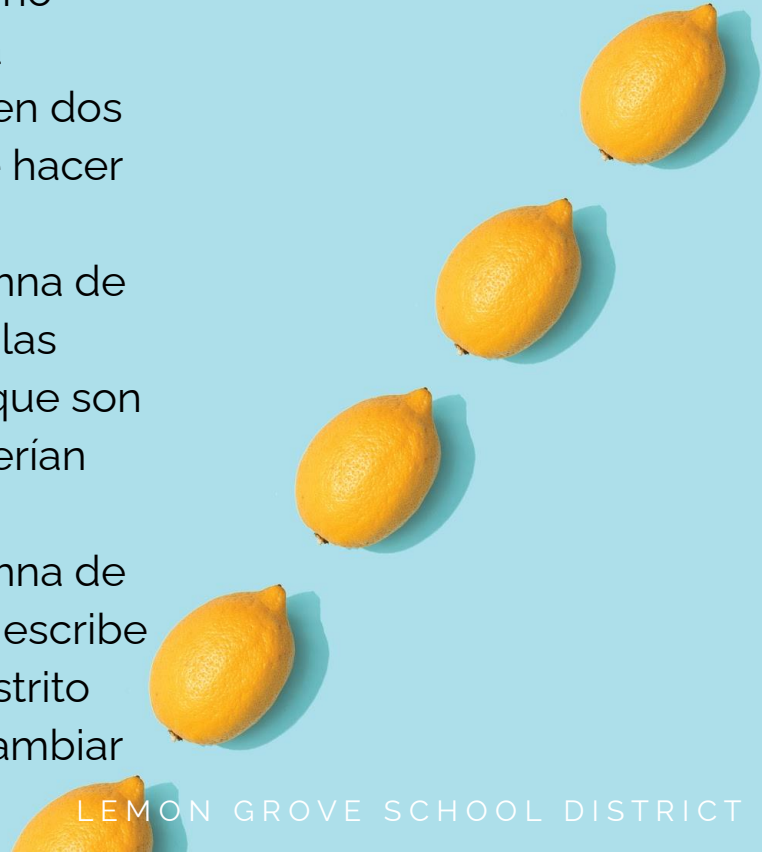 en dos
hacer
nna de
las
que son
erían
nna de
escribe
strito
ambiar
LEMON GROVE SCHOOL DISTRICT